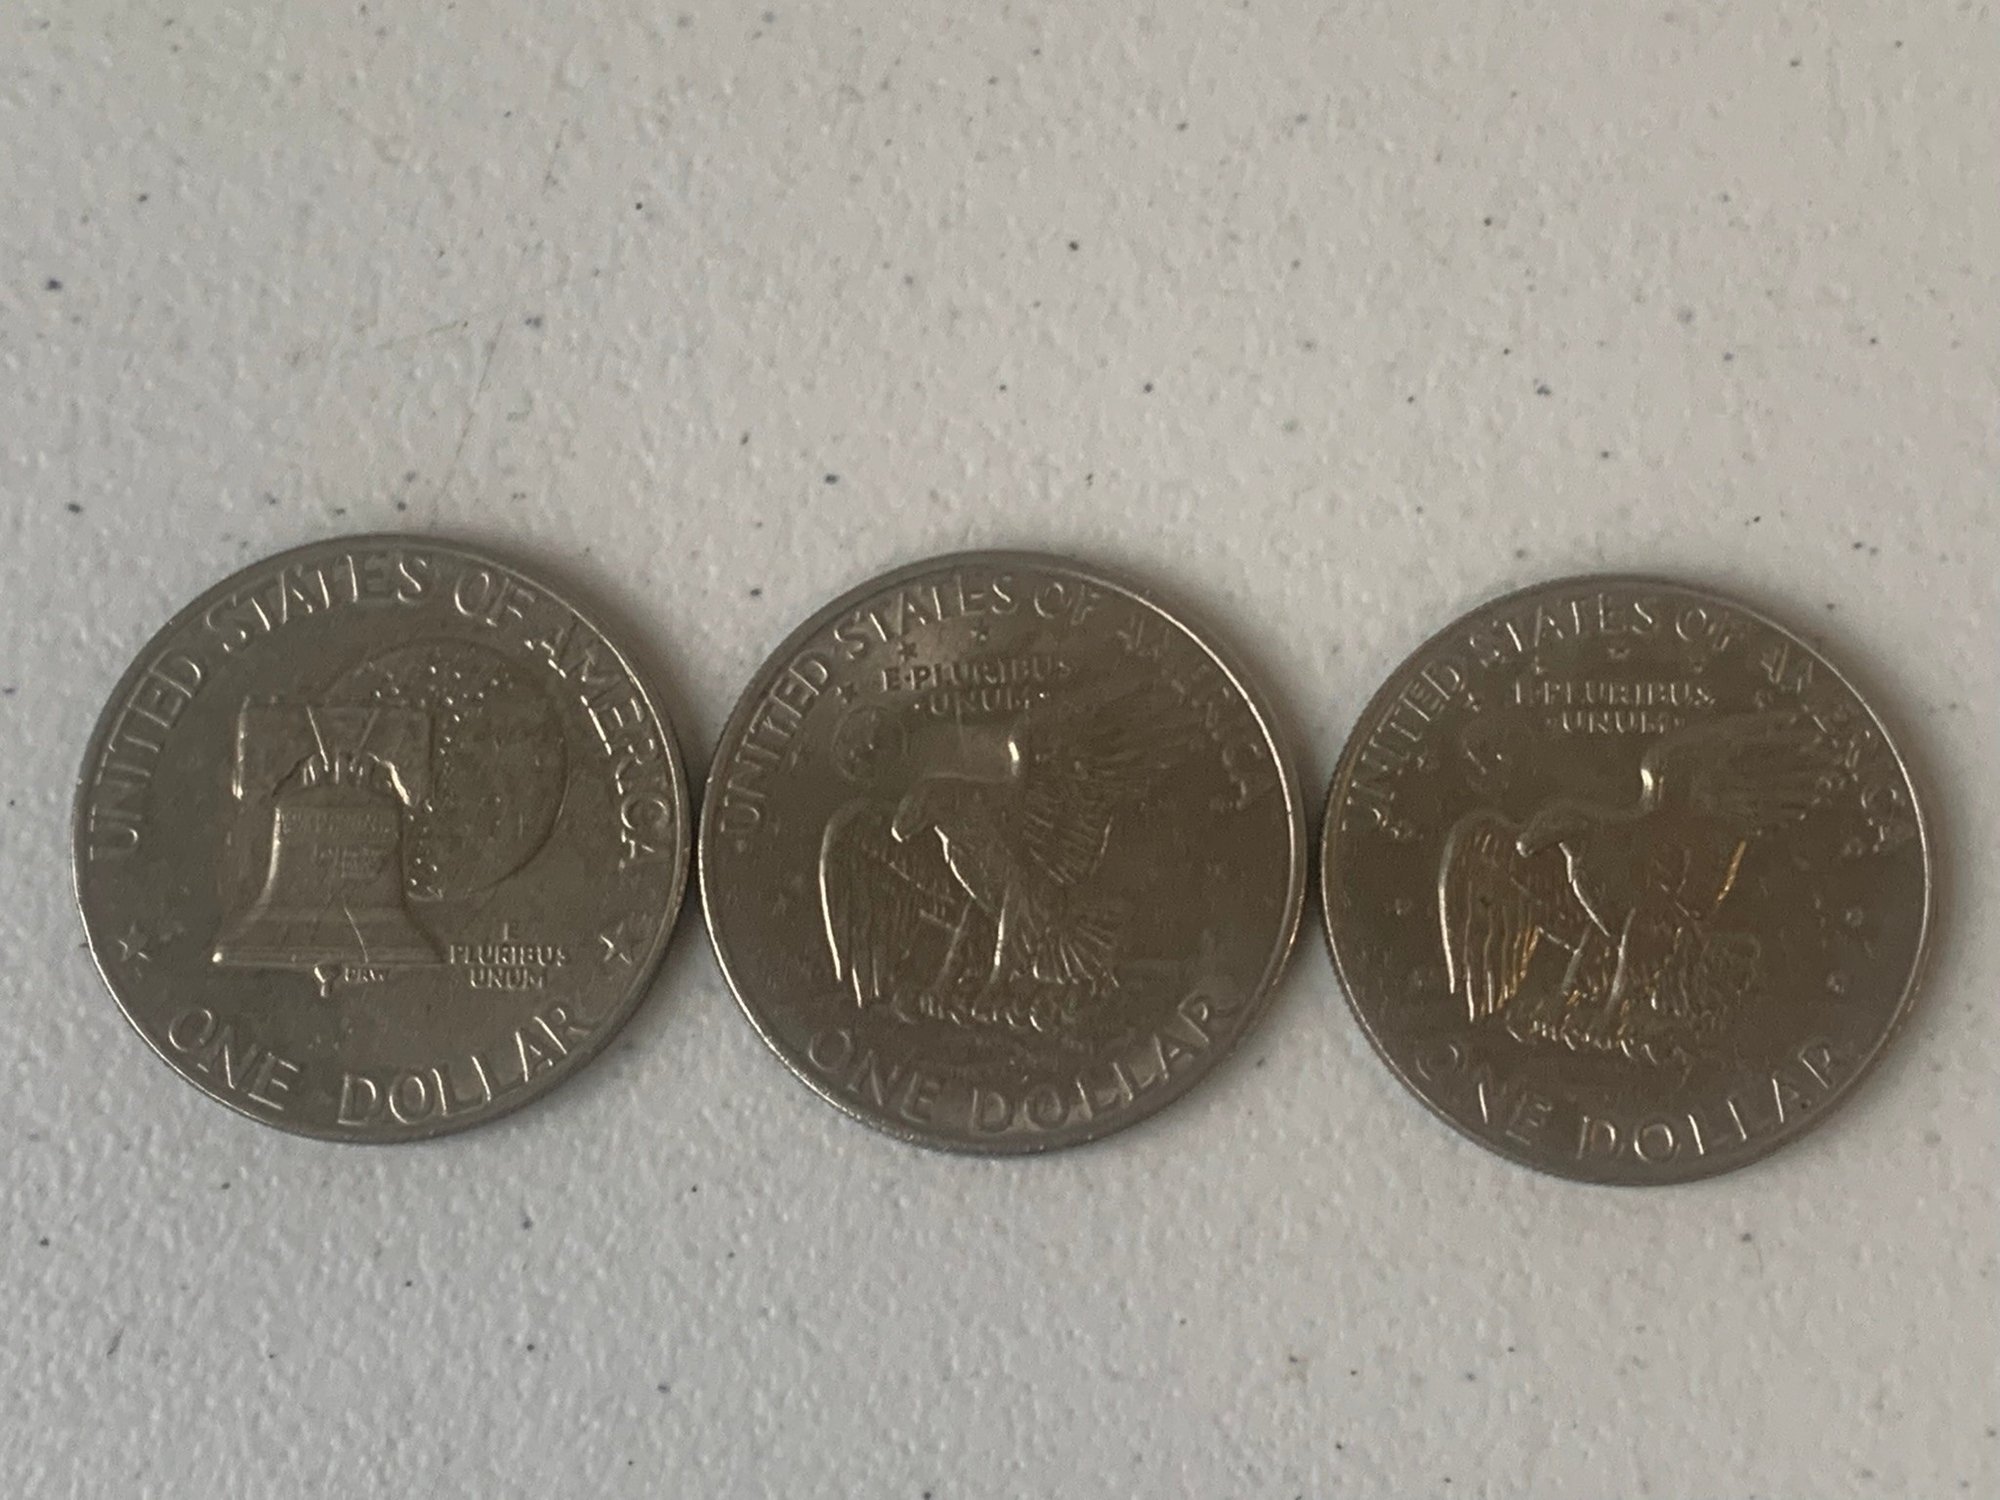 UNITED STATES OF AMERICA
E
PLURIBUS
UNUM
ONE DOLLAR
UNITED STATES OF AMERICA
E·PLURIBUS
·UNUM·
ONE DOLLAR
UNITED STATES OF AMERICA
E·PLURIBUS
·UNUM·
ONE DOLLAR